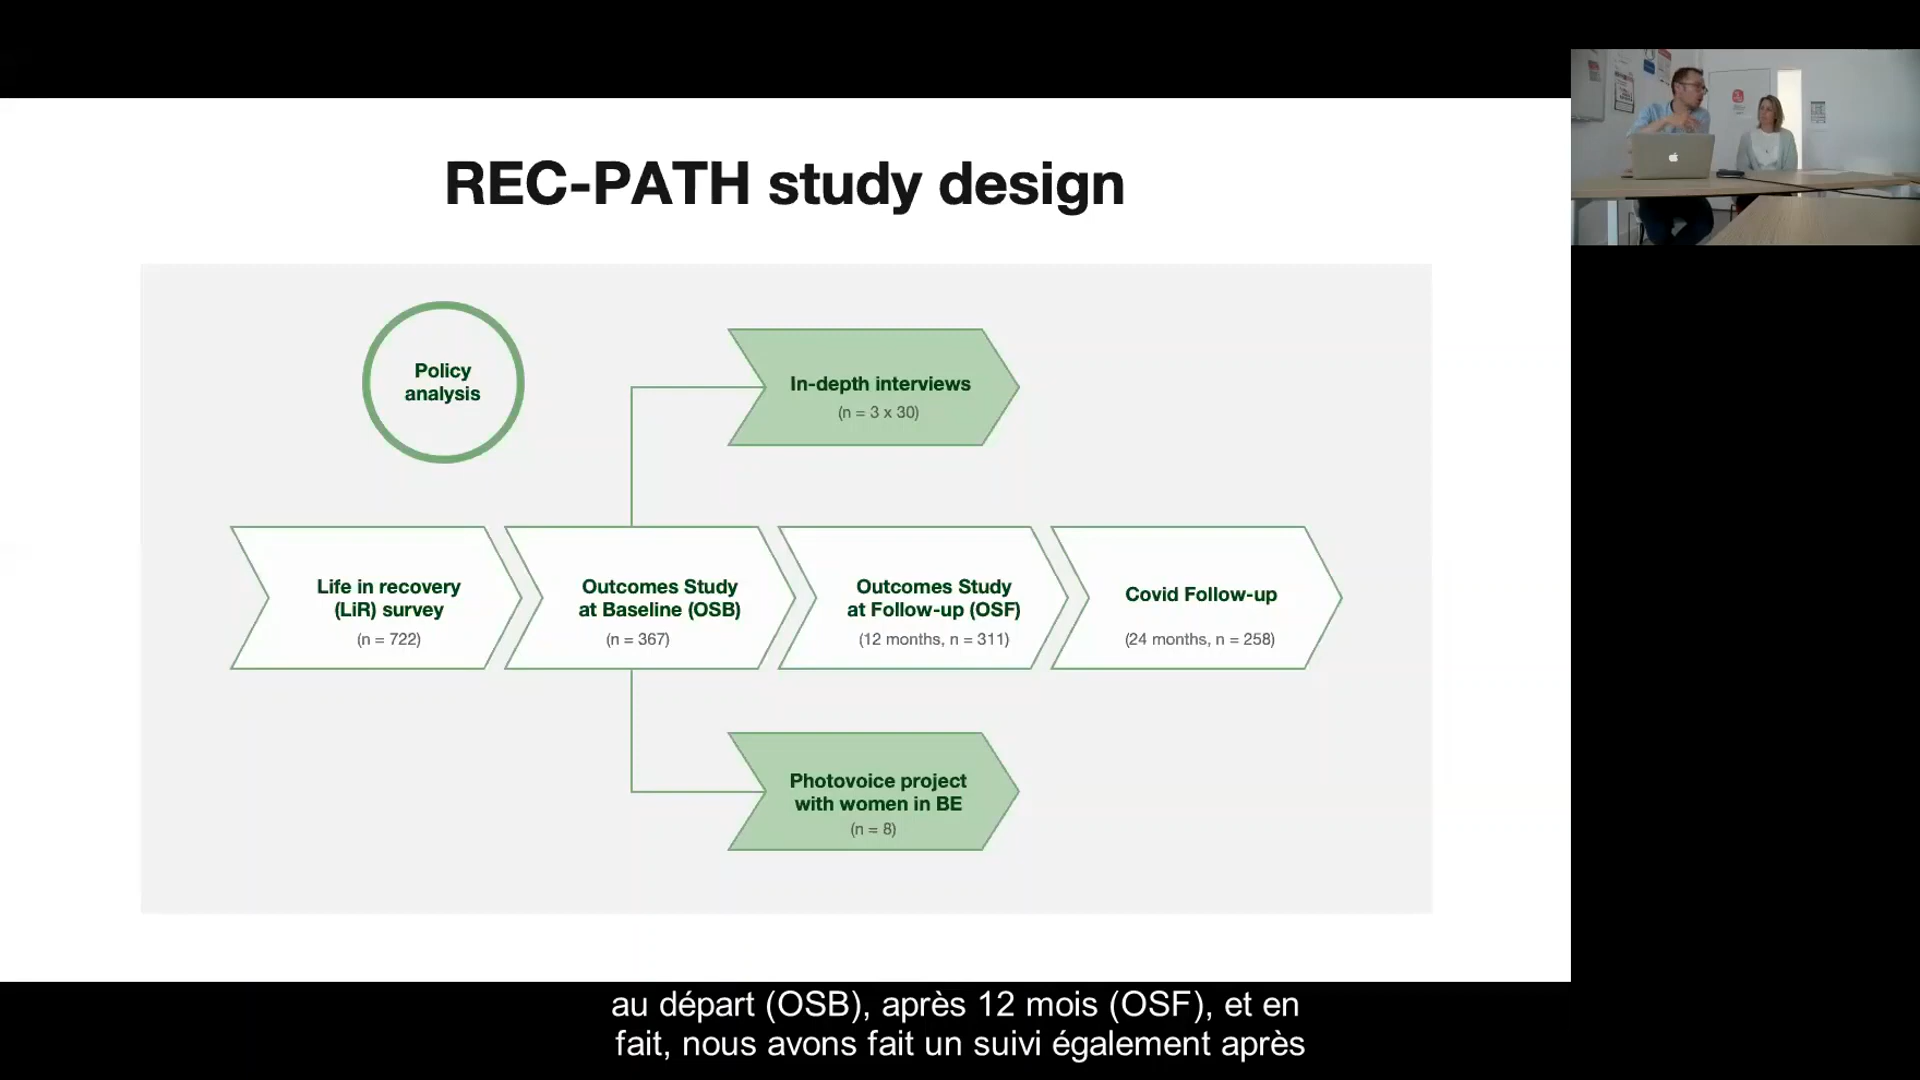 REC-PATH study design
Policy
analysis
In-depth interviews
(n = 3 x 30)
Life in recovery
(LiR) survey
(n = 722)
Outcomes Study
at Baseline (OSB)
(n = 367)
Outcomes Study
at Follow-up (OSF)
(12 months, n = 311)
Covid Follow-up
(24 months, n = 258)
Photovoice project
with women in BE
(n = 8)
au départ (OSB), après 12 mois (OSF), et en
fait, nous avons fait un suivi également après